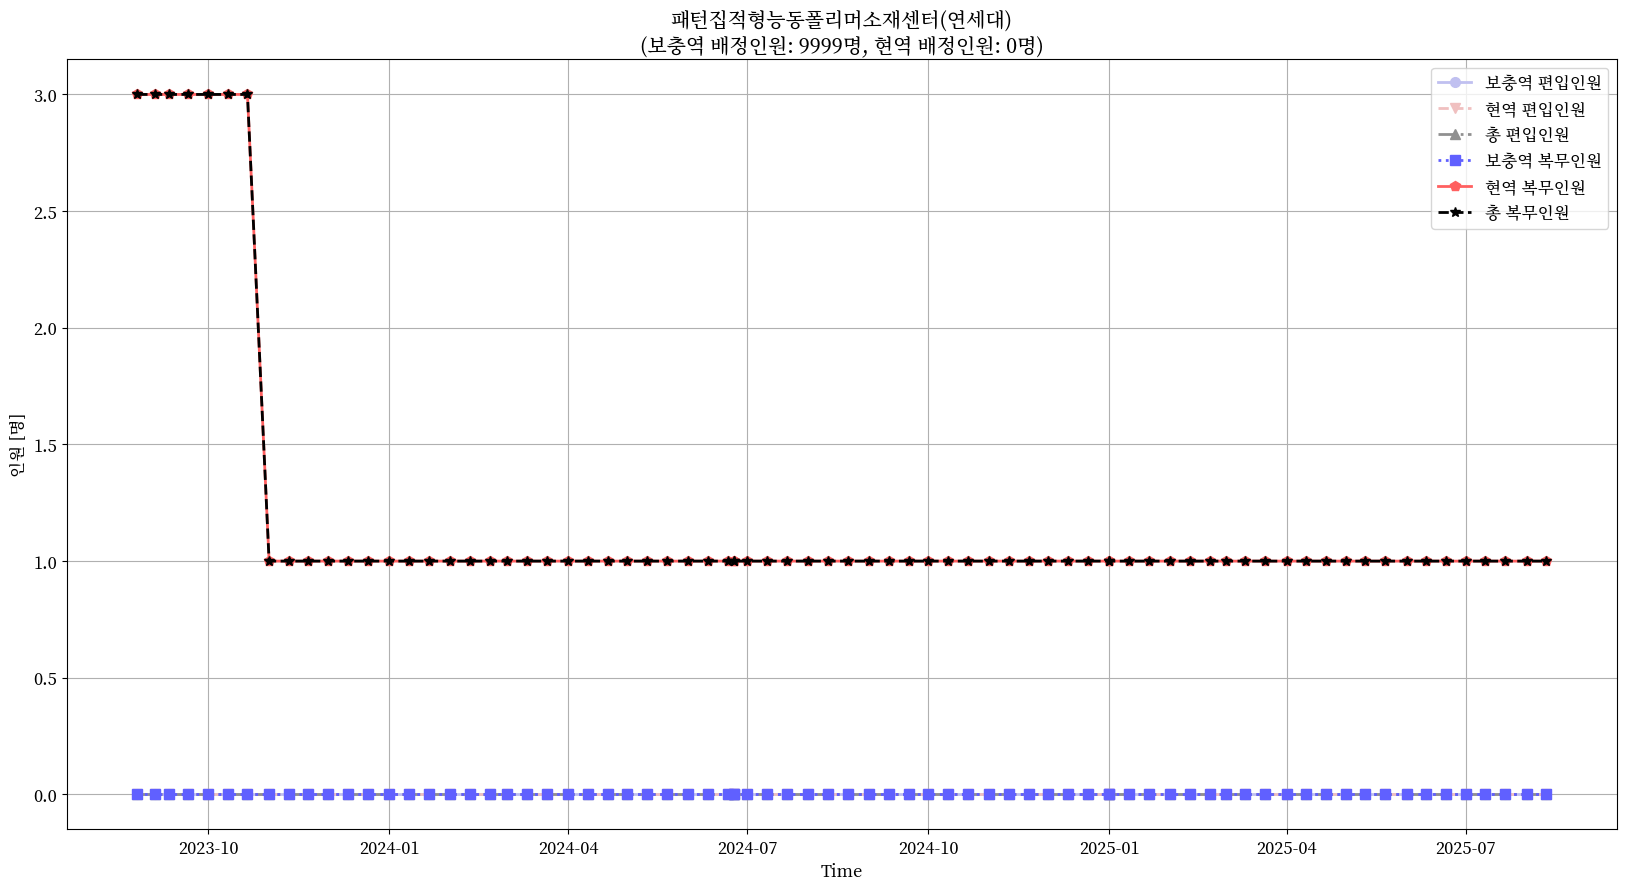 패턴집적형능동폴리머소재센터(연세대)
(보충역 배정인원: 9999명, 현역 배정인원: 0명)
보충역 편입인원
현역 편입인원
총 편입인원
보충역 복무인원
현역 복무인원
총 복무인원
인원 [명]
3.0
2.5
2.0
1.5
1.0
0.5
0.0
2023-10
2024-01
2024-04
2024-07
2024-10
2025-01
2025-04
2025-07
Time